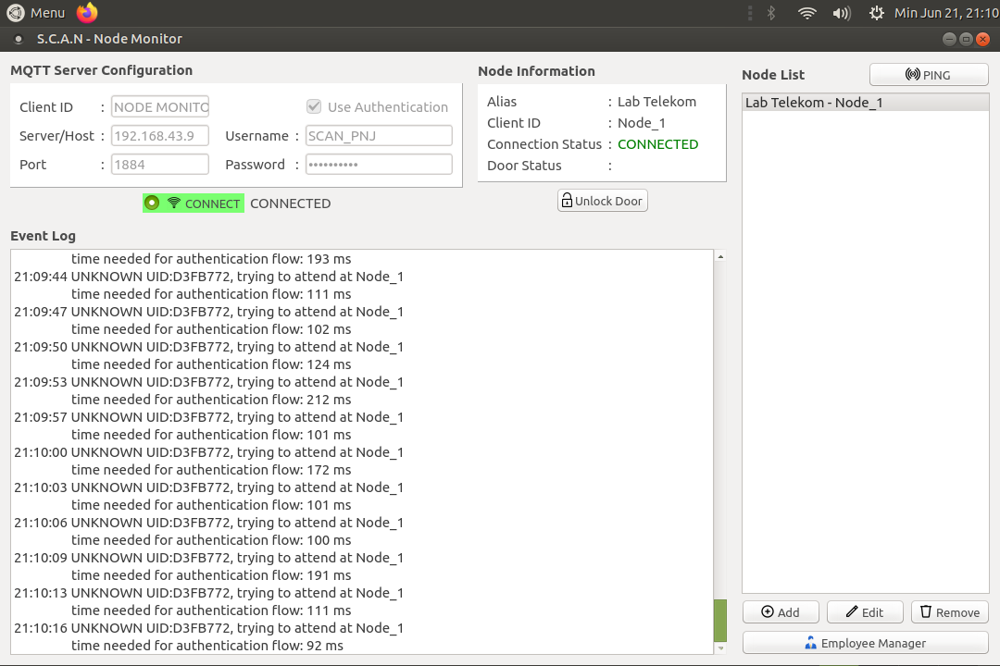 Menu
Min Jun 21, 21:10
S.C.A.N - Node Monitor
MQTT Server Configuration
Client ID : NODE MONITO
Use Authentication
Server/Host : 192.168.43.9
Username : SCAN_PNJ
Port : 1884
Password : ••••••••••
CONNECT CONNECTED
Node Information
Alias : Lab Telekom
Client ID : Node_1
Connection Status : CONNECTED
Door Status :
Unlock Door
Node List
PING
Lab Telekom - Node_1
Event Log
time needed for authentication flow: 193 ms
21:09:44 UNKNOWN UID:D3FB772, trying to attend at Node_1
time needed for authentication flow: 111 ms
21:09:47 UNKNOWN UID:D3FB772, trying to attend at Node_1
time needed for authentication flow: 102 ms
21:09:50 UNKNOWN UID:D3FB772, trying to attend at Node_1
time needed for authentication flow: 124 ms
21:09:53 UNKNOWN UID:D3FB772, trying to attend at Node_1
time needed for authentication flow: 212 ms
21:09:57 UNKNOWN UID:D3FB772, trying to attend at Node_1
time needed for authentication flow: 101 ms
21:10:00 UNKNOWN UID:D3FB772, trying to attend at Node_1
time needed for authentication flow: 172 ms
21:10:03 UNKNOWN UID:D3FB772, trying to attend at Node_1
time needed for authentication flow: 101 ms
21:10:06 UNKNOWN UID:D3FB772, trying to attend at Node_1
time needed for authentication flow: 100 ms
21:10:09 UNKNOWN UID:D3FB772, trying to attend at Node_1
time needed for authentication flow: 191 ms
21:10:13 UNKNOWN UID:D3FB772, trying to attend at Node_1
time needed for authentication flow: 111 ms
21:10:16 UNKNOWN UID:D3FB772, trying to attend at Node_1
time needed for authentication flow: 92 ms
Add
Edit
Remove
Employee Manager